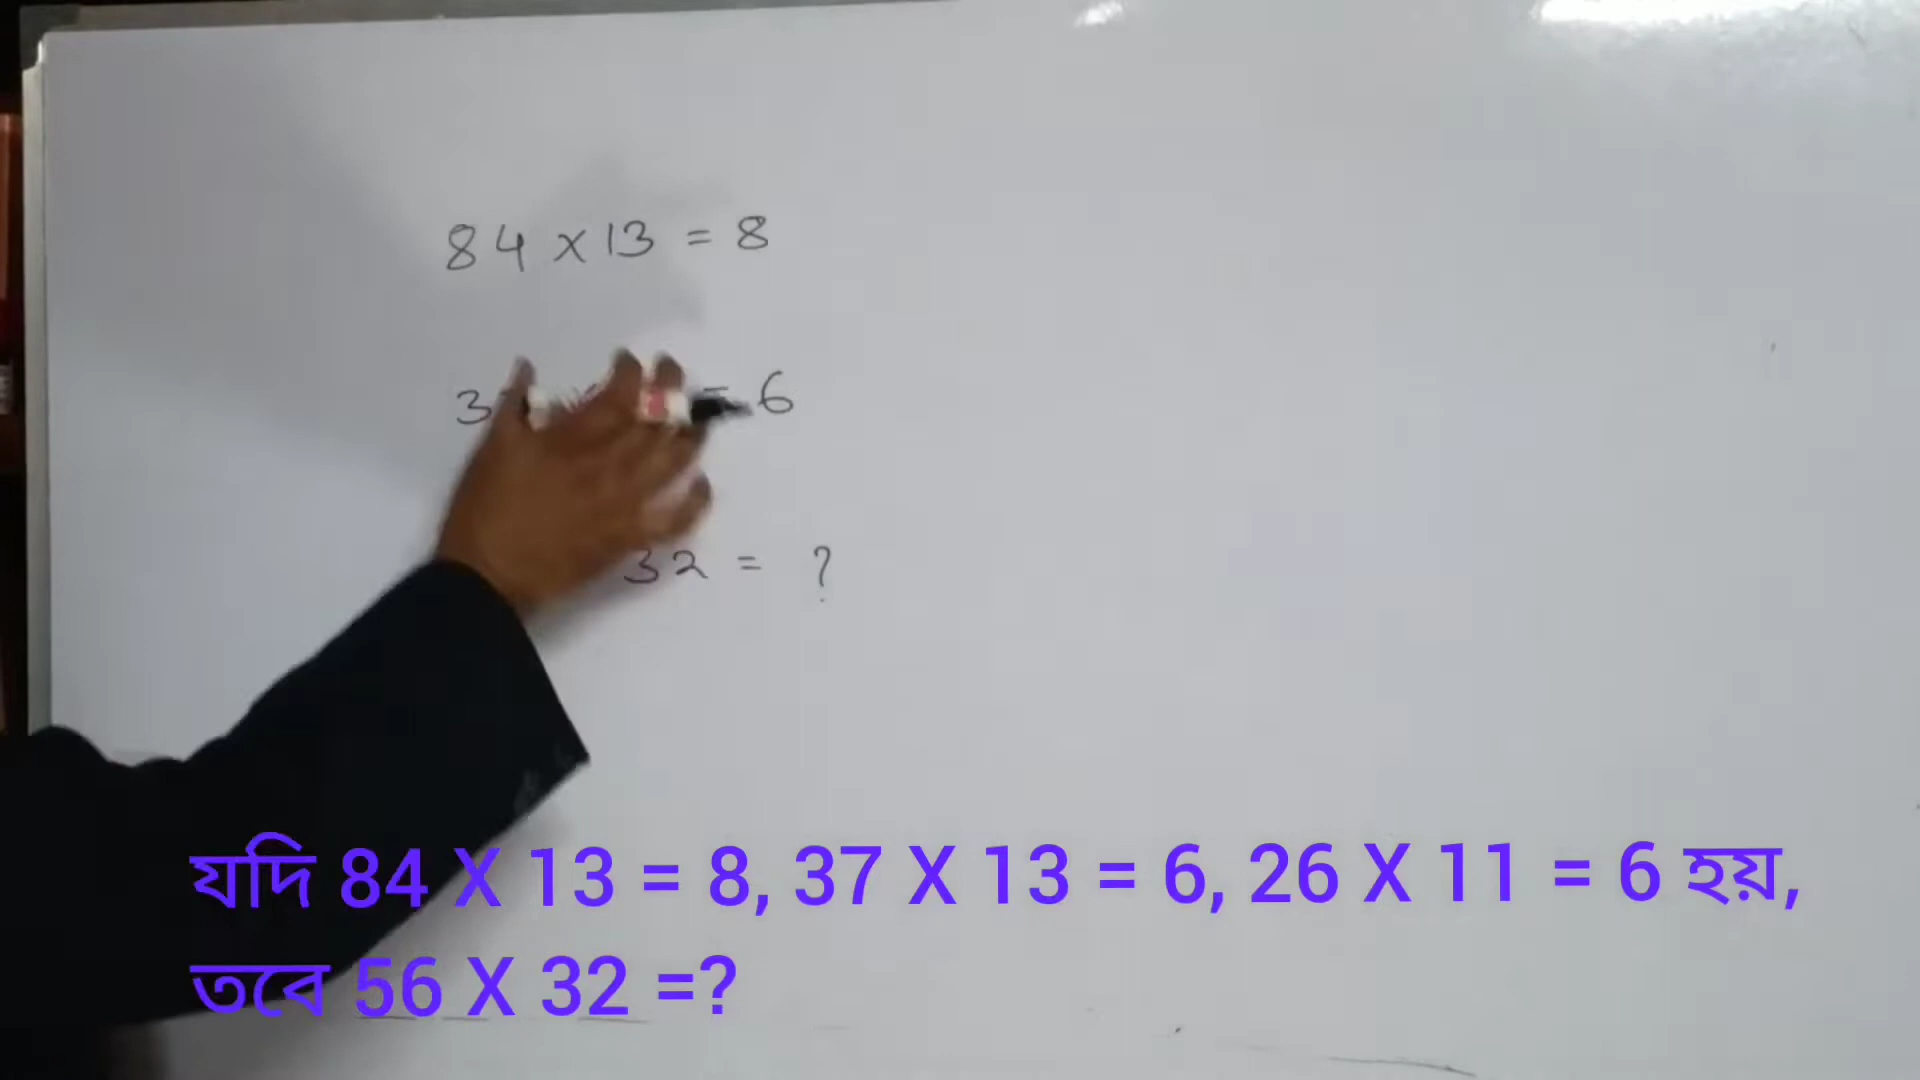 84 x 13 = 8
3 = 6
32 = ?
যদি 84 X 13 = 8, 37 X 13 = 6, 26 X 11 = 6 হয়,
তবে 56 X 32 =?